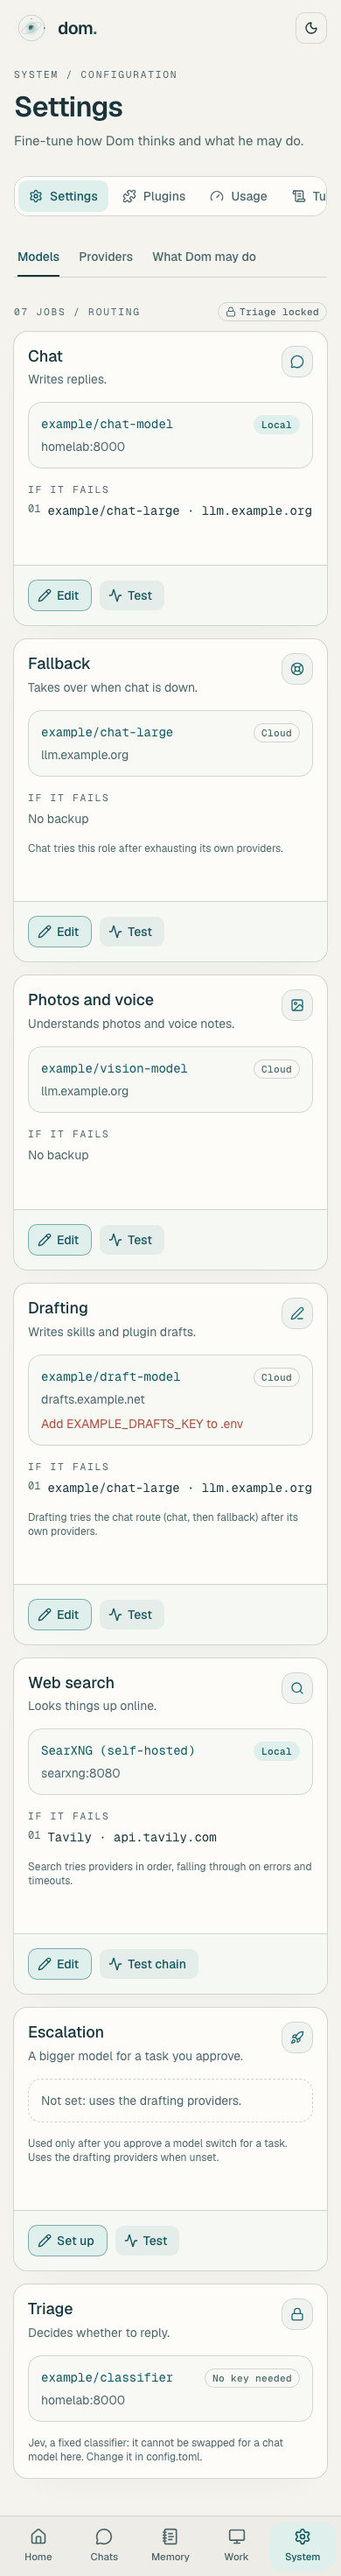 dom.
SYSTEM / CONFIGURATION
Settings
Fine-tune how Dom thinks and what he may do.
Settings Plugins Usage Tu
Models Providers What Dom may do
07 JOBS / ROUTING Triage locked
Chat
Writes replies.
example/chat-model Local
homelab:8000
IF IT FAILS
01 example/chat-large · llm.example.org
Edit Test
Fallback
Takes over when chat is down.
example/chat-large Cloud
llm.example.org
IF IT FAILS
No backup
Chat tries this role after exhausting its own providers.
Edit Test
Photos and voice
Understands photos and voice notes.
example/vision-model Cloud
llm.example.org
IF IT FAILS
No backup
Edit Test
Drafting
Writes skills and plugin drafts.
example/draft-model Cloud
drafts.example.net
Add EXAMPLE_DRAFTS_KEY to .env
IF IT FAILS
01 example/chat-large · llm.example.org
Drafting tries the chat route (chat, then fallback) after its
own providers.
Edit Test
Web search
Looks things up online.
SearXNG (self-hosted) Local
searxng:8080
IF IT FAILS
01 Tavily · api.tavily.com
Search tries providers in order, falling through on errors and
timeouts.
Edit Test chain
Escalation
A bigger model for a task you approve.
Not set: uses the drafting providers.
Used only after you approve a model switch for a task.
Uses the drafting providers when unset.
Set up Test
Triage
Decides whether to reply.
example/classifier No key needed
homelab:8000
Jev, a fixed classifier: it cannot be swapped for a chat
model here. Change it in config.toml.
Home Chats Memory Work System